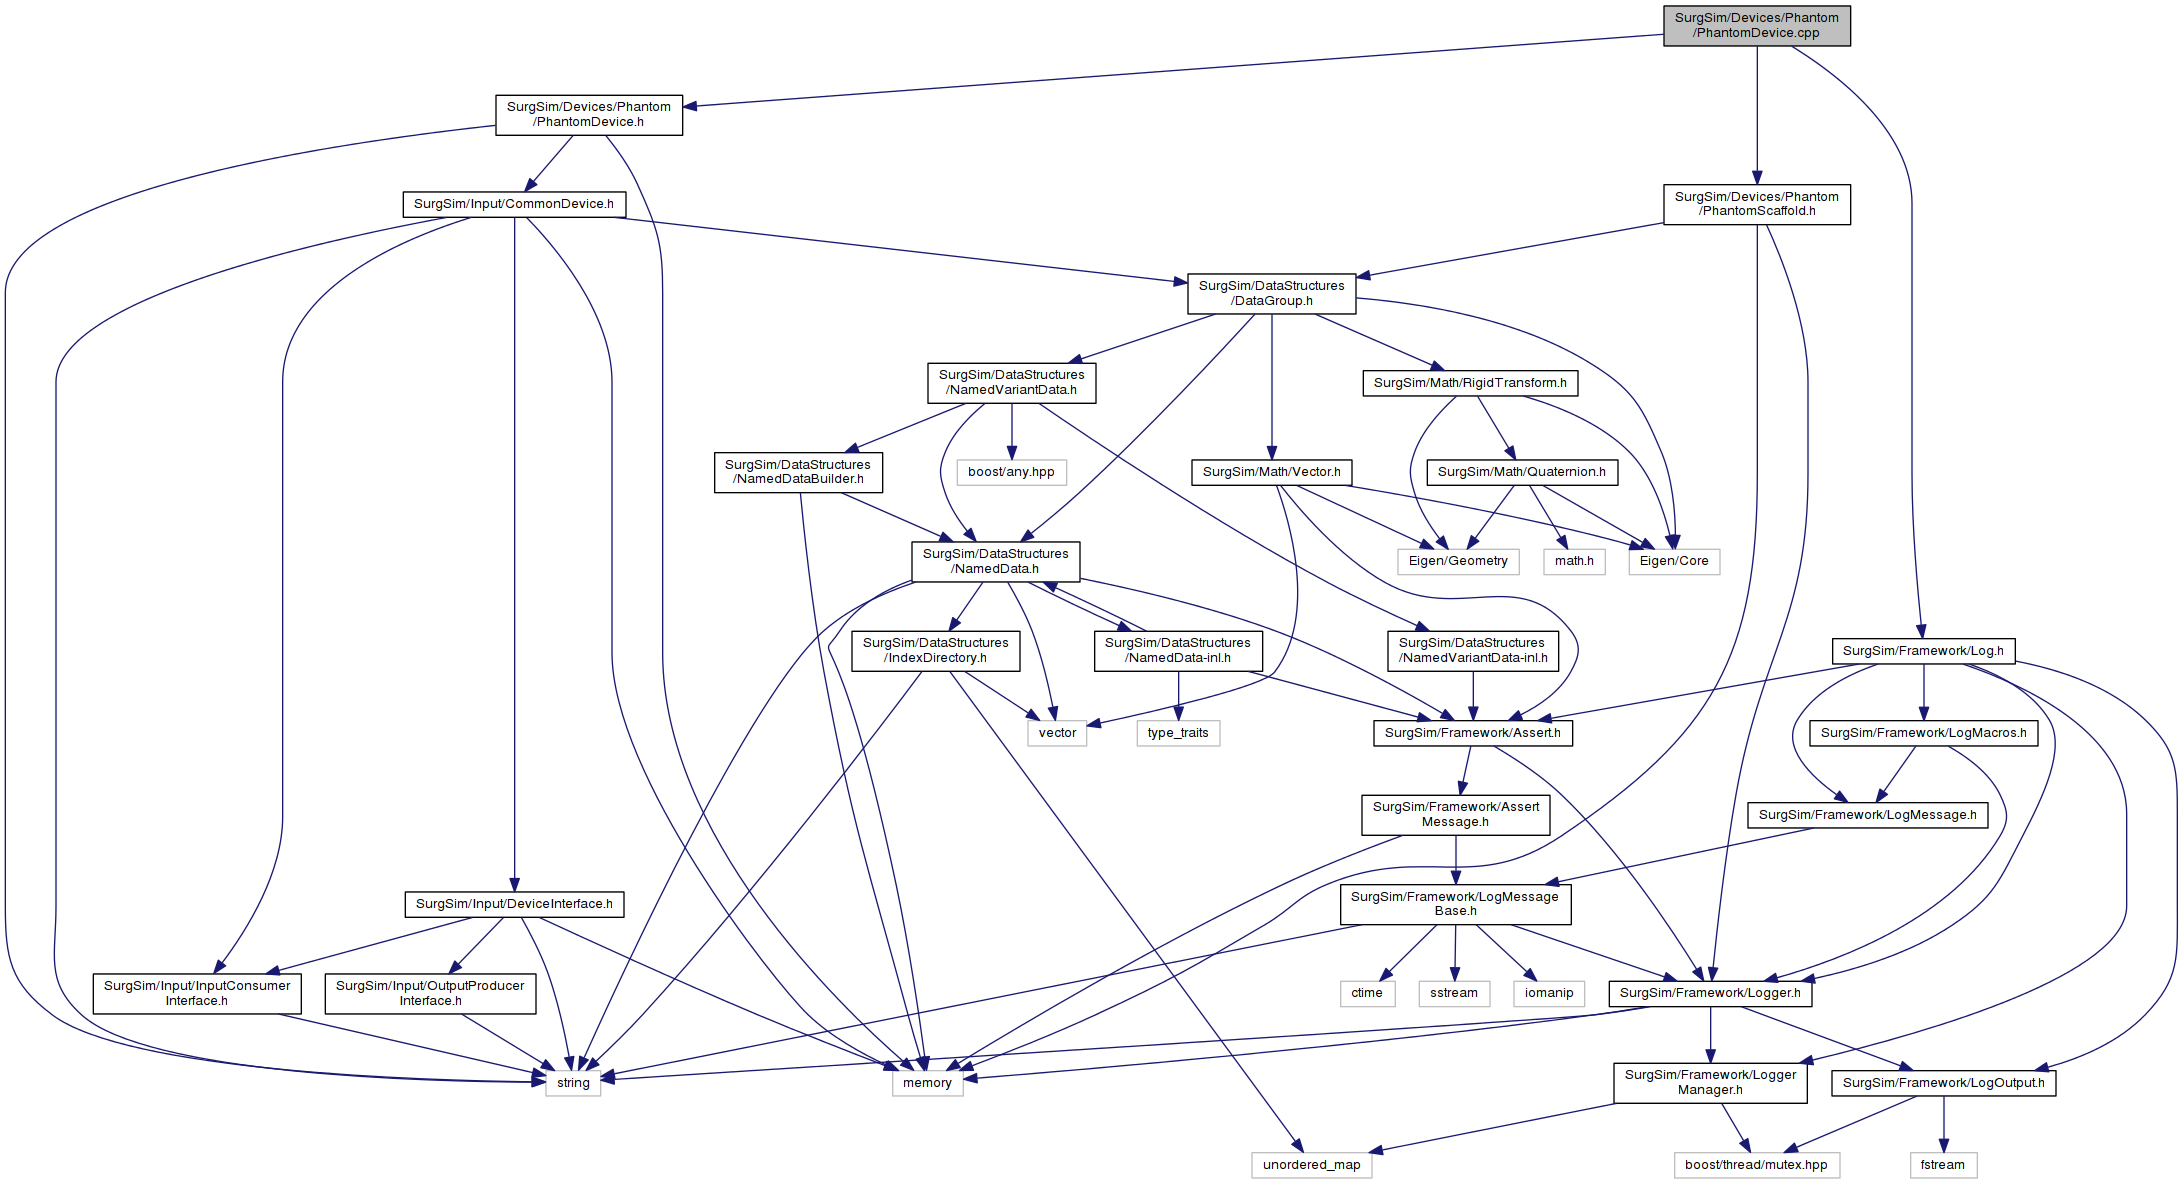 SurgSim/Devices/Phantom
/PhantomDevice.cpp
SurgSim/Devices/Phantom
/PhantomDevice.h
SurgSim/Input/CommonDevice.h
SurgSim/Devices/Phantom
/PhantomScaffold.h
SurgSim/DataStructures
/DataGroup.h
SurgSim/DataStructures
/NamedVariantData.h
SurgSim/Math/RigidTransform.h
SurgSim/DataStructures
/NamedDataBuilder.h
boost/any.hpp
SurgSim/Math/Vector.h
SurgSim/Math/Quaternion.h
SurgSim/DataStructures
/NamedData.h
Eigen/Geometry
math.h
Eigen/Core
SurgSim/DataStructures
/IndexDirectory.h
SurgSim/DataStructures
/NamedData-inl.h
SurgSim/DataStructures
/NamedVariantData-inl.h
SurgSim/Framework/Log.h
vector
type_traits
SurgSim/Framework/Assert.h
SurgSim/Framework/LogMacros.h
SurgSim/Framework/Assert
Message.h
SurgSim/Framework/LogMessage.h
SurgSim/Input/DeviceInterface.h
SurgSim/Framework/LogMessage
Base.h
SurgSim/Input/InputConsumer
Interface.h
SurgSim/Input/OutputProducer
Interface.h
ctime
sstream
iomanip
SurgSim/Framework/Logger.h
string
memory
SurgSim/Framework/Logger
Manager.h
SurgSim/Framework/LogOutput.h
unordered_map
boost/thread/mutex.hpp
fstream